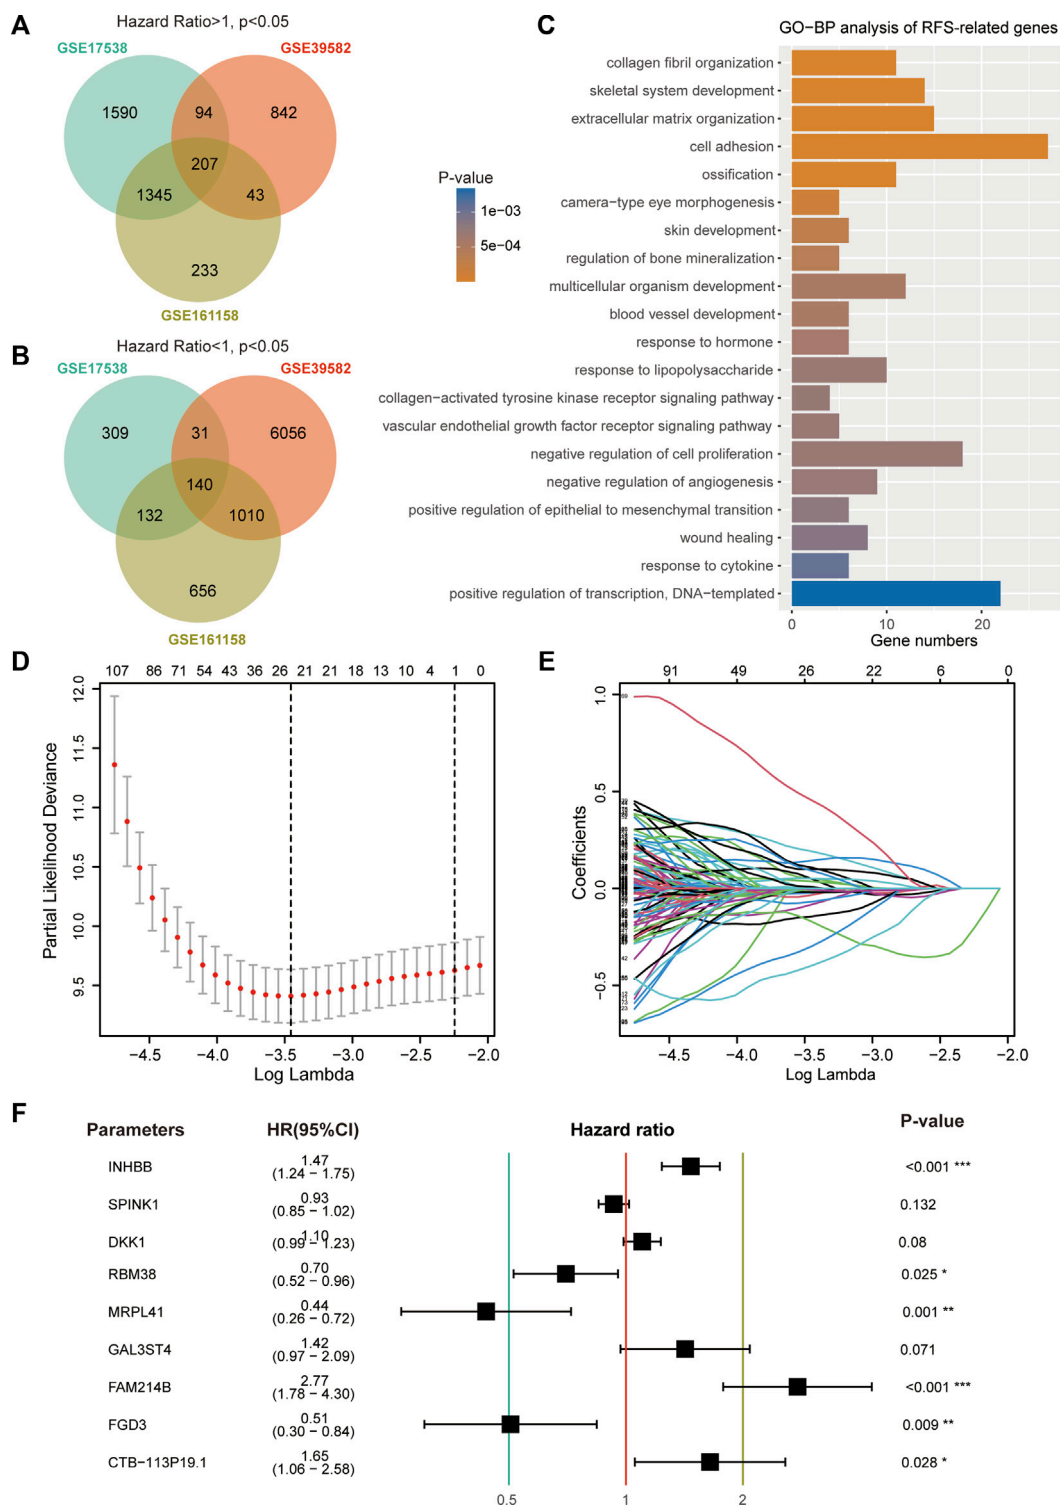 A
Hazard Ratio>1, p<0.05
GSE17538
GSE39582
1590
94
842
207
1345
43
233
GSE161158
B
Hazard Ratio<1, p<0.05
GSE17538
GSE39582
309
31
6056
140
132
1010
656
GSE161158
C
GO−BP analysis of RFS-related genes
P-value
1e−03
5e−04
collagen fibril organization
skeletal system development
extracellular matrix organization
cell adhesion
ossification
camera−type eye morphogenesis
skin development
regulation of bone mineralization
multicellular organism development
blood vessel development
response to hormone
response to lipopolysaccharide
collagen−activated tyrosine kinase receptor signaling pathway
vascular endothelial growth factor receptor signaling pathway
negative regulation of cell proliferation
negative regulation of angiogenesis
positive regulation of epithelial to mesenchymal transition
wound healing
response to cytokine
positive regulation of transcription, DNA−templated
0 10 20
Gene numbers
D
107 86 71 54 43 36 26 21 21 18 13 10 4 1 0
Partial Likelihood Deviance
12.0
11.5
11.0
10.5
10.0
9.5
−4.5 −4.0 −3.5 −3.0 −2.5 −2.0
Log Lambda
E
91 49 26 22 6 0
Coefficients
1.0
0.5
0.0
−0.5
−4.5 −4.0 −3.5 −3.0 −2.5 −2.0
Log Lambda
F
Parameters HR(95%CI) Hazard ratio P-value
INHBB 1.47 <0.001 ***
(1.24 − 1.75)
SPINK1 0.93 0.132
(0.85 − 1.02)
DKK1 1.10 0.08
(0.99 − 1.23)
RBM38 0.70 0.025 *
(0.52 − 0.96)
MRPL41 0.44 0.001 **
(0.26 − 0.72)
GAL3ST4 1.42 0.071
(0.97 − 2.09)
FAM214B 2.77 <0.001 ***
(1.78 − 4.30)
FGD3 0.51 0.009 **
(0.30 − 0.84)
CTB−113P19.1 1.65 0.028 *
(1.06 − 2.58)
0.5 1 2